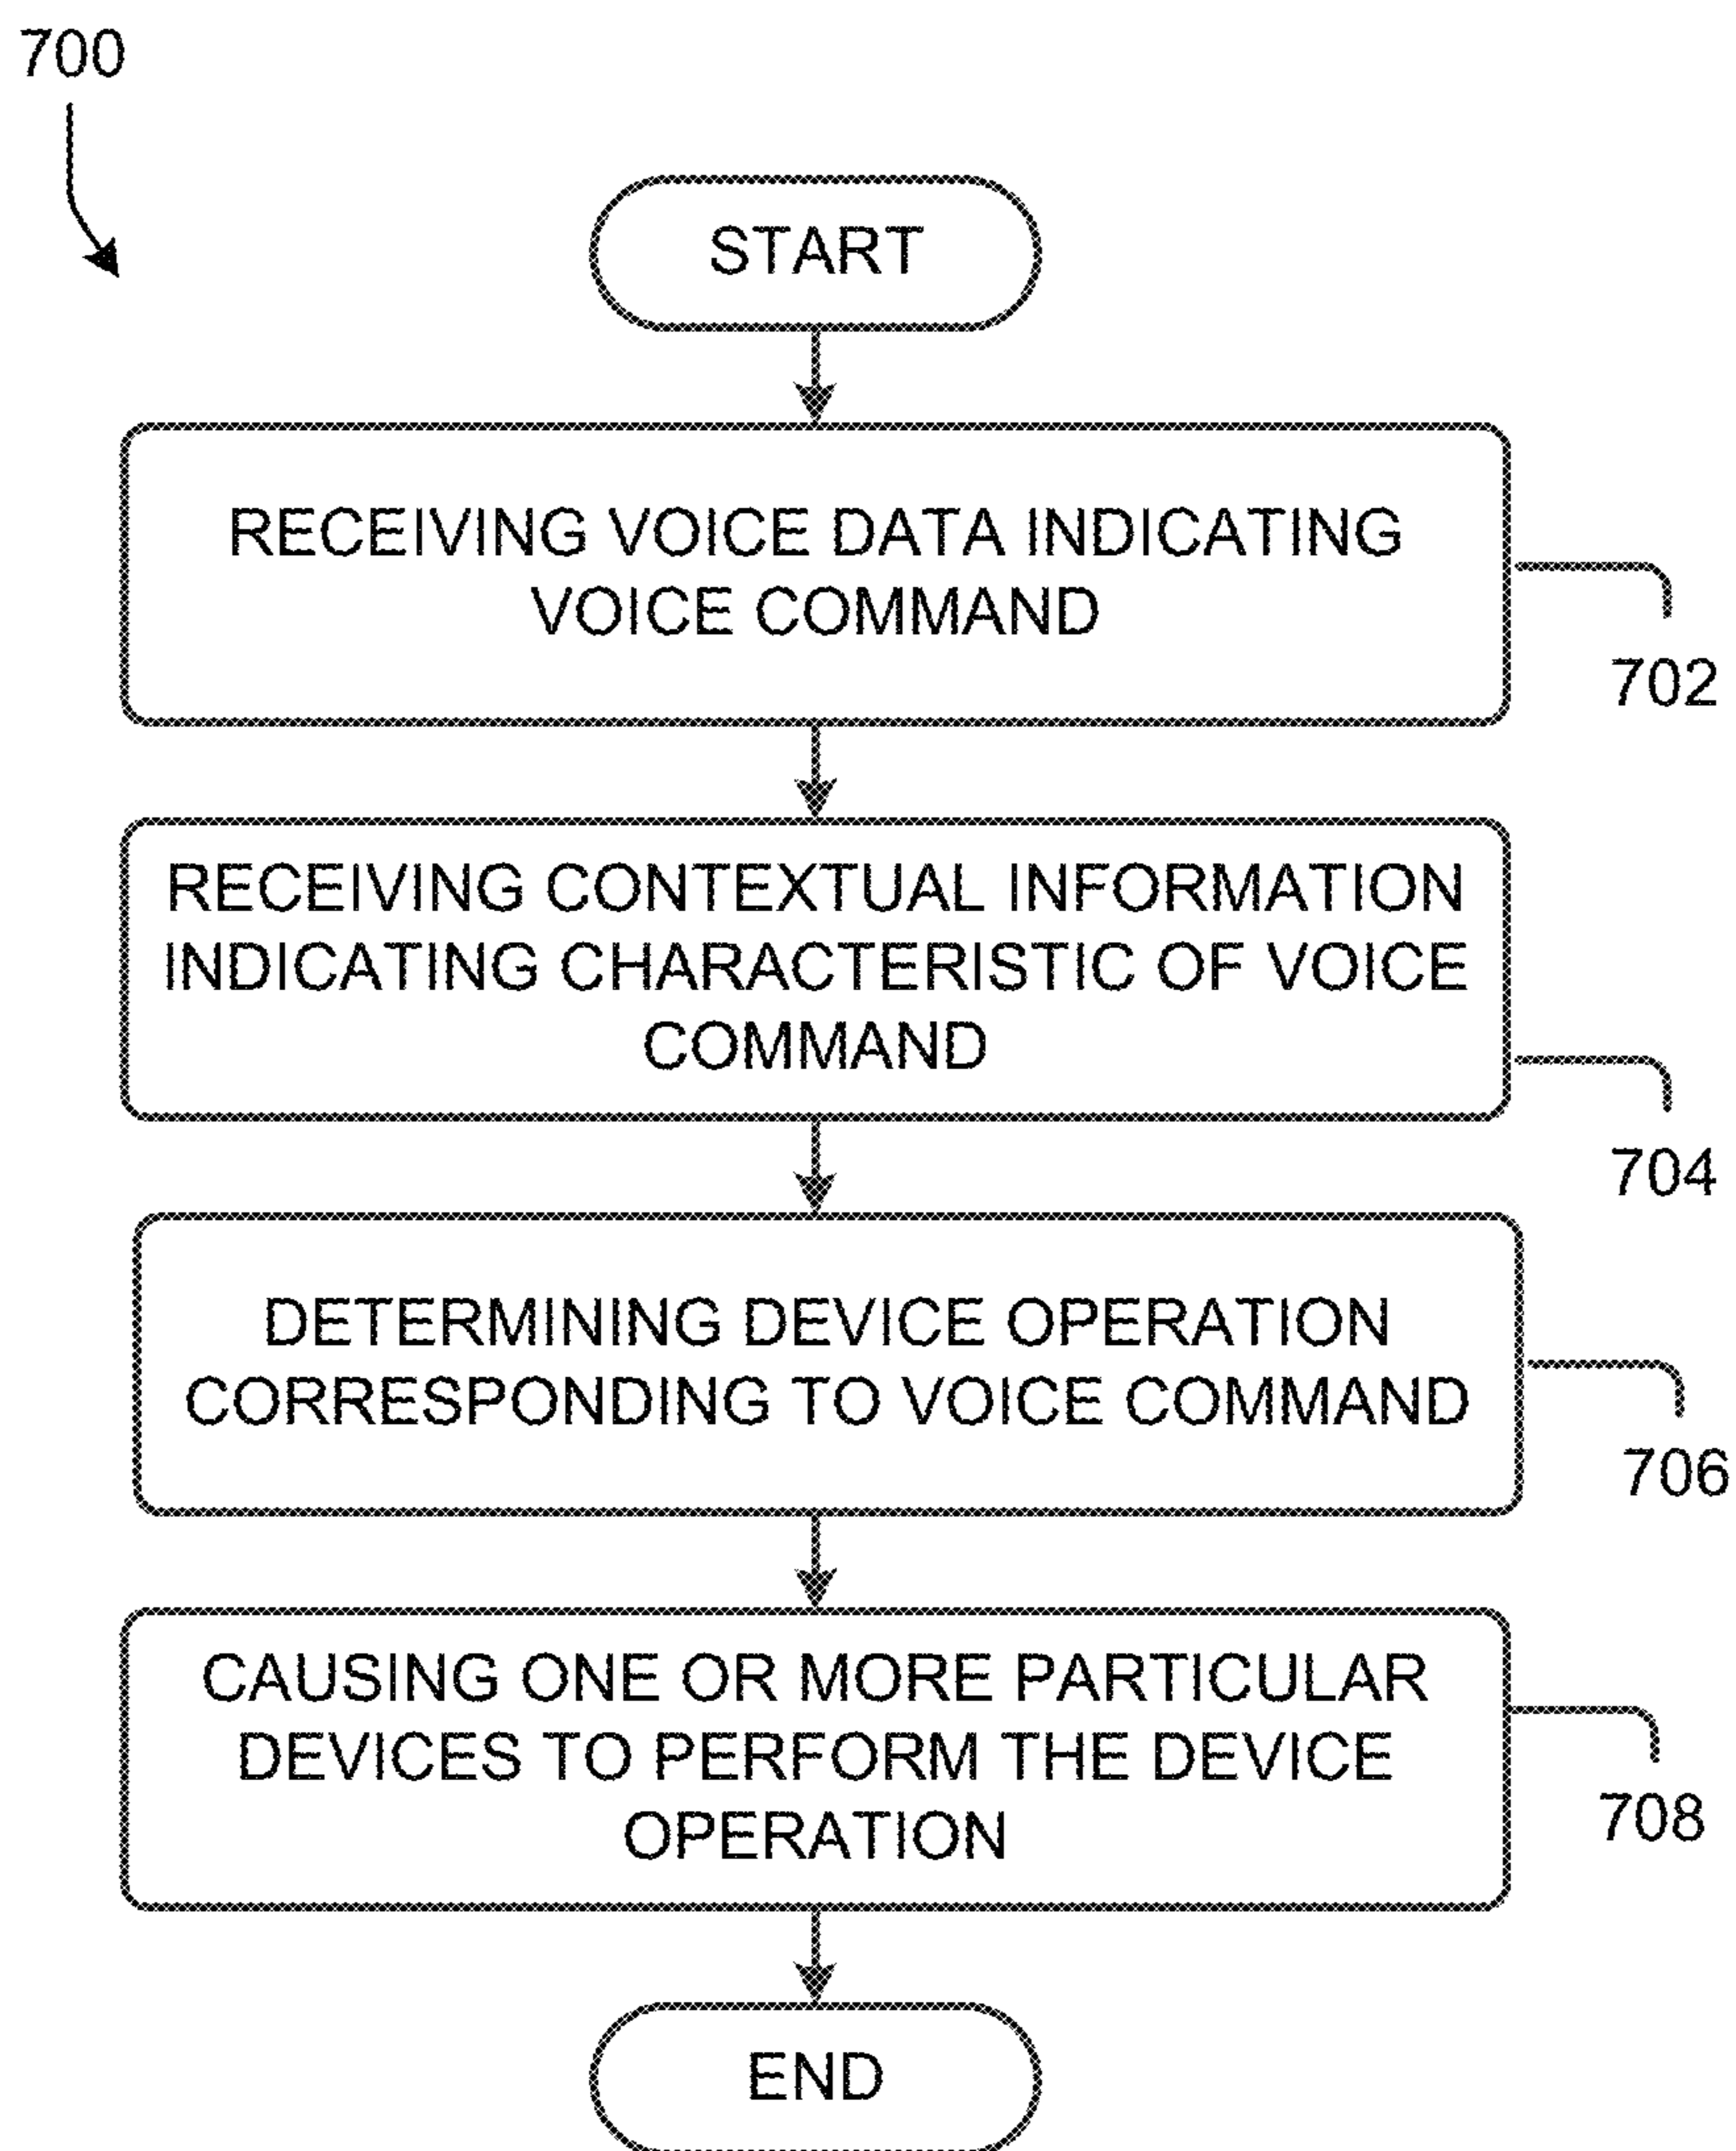 700
START
RECEIVING VOICE DATA INDICATING
VOICE COMMAND
702
RECEIVING CONTEXTUAL INFORMATION
INDICATING CHARACTERISTIC OF VOICE
COMMAND
704
DETERMINING DEVICE OPERATION
CORRESPONDING TO VOICE COMMAND
706
CAUSING ONE OR MORE PARTICULAR
DEVICES TO PERFORM THE DEVICE
OPERATION
708
END